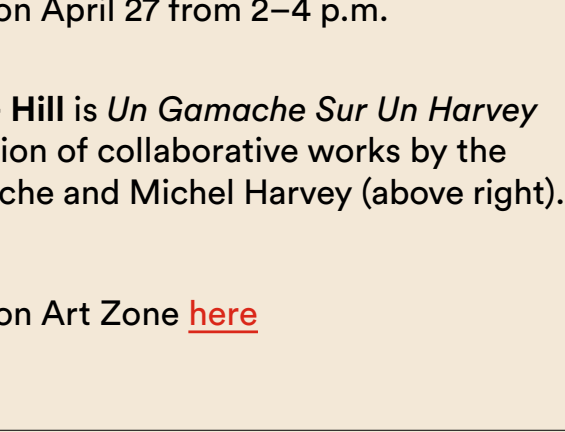 on April 27 from 2–4 p.m.
Hill is Un Gamache Sur Un Harvey
ion of collaborative works by the
che and Michel Harvey (above right).
on Art Zone here